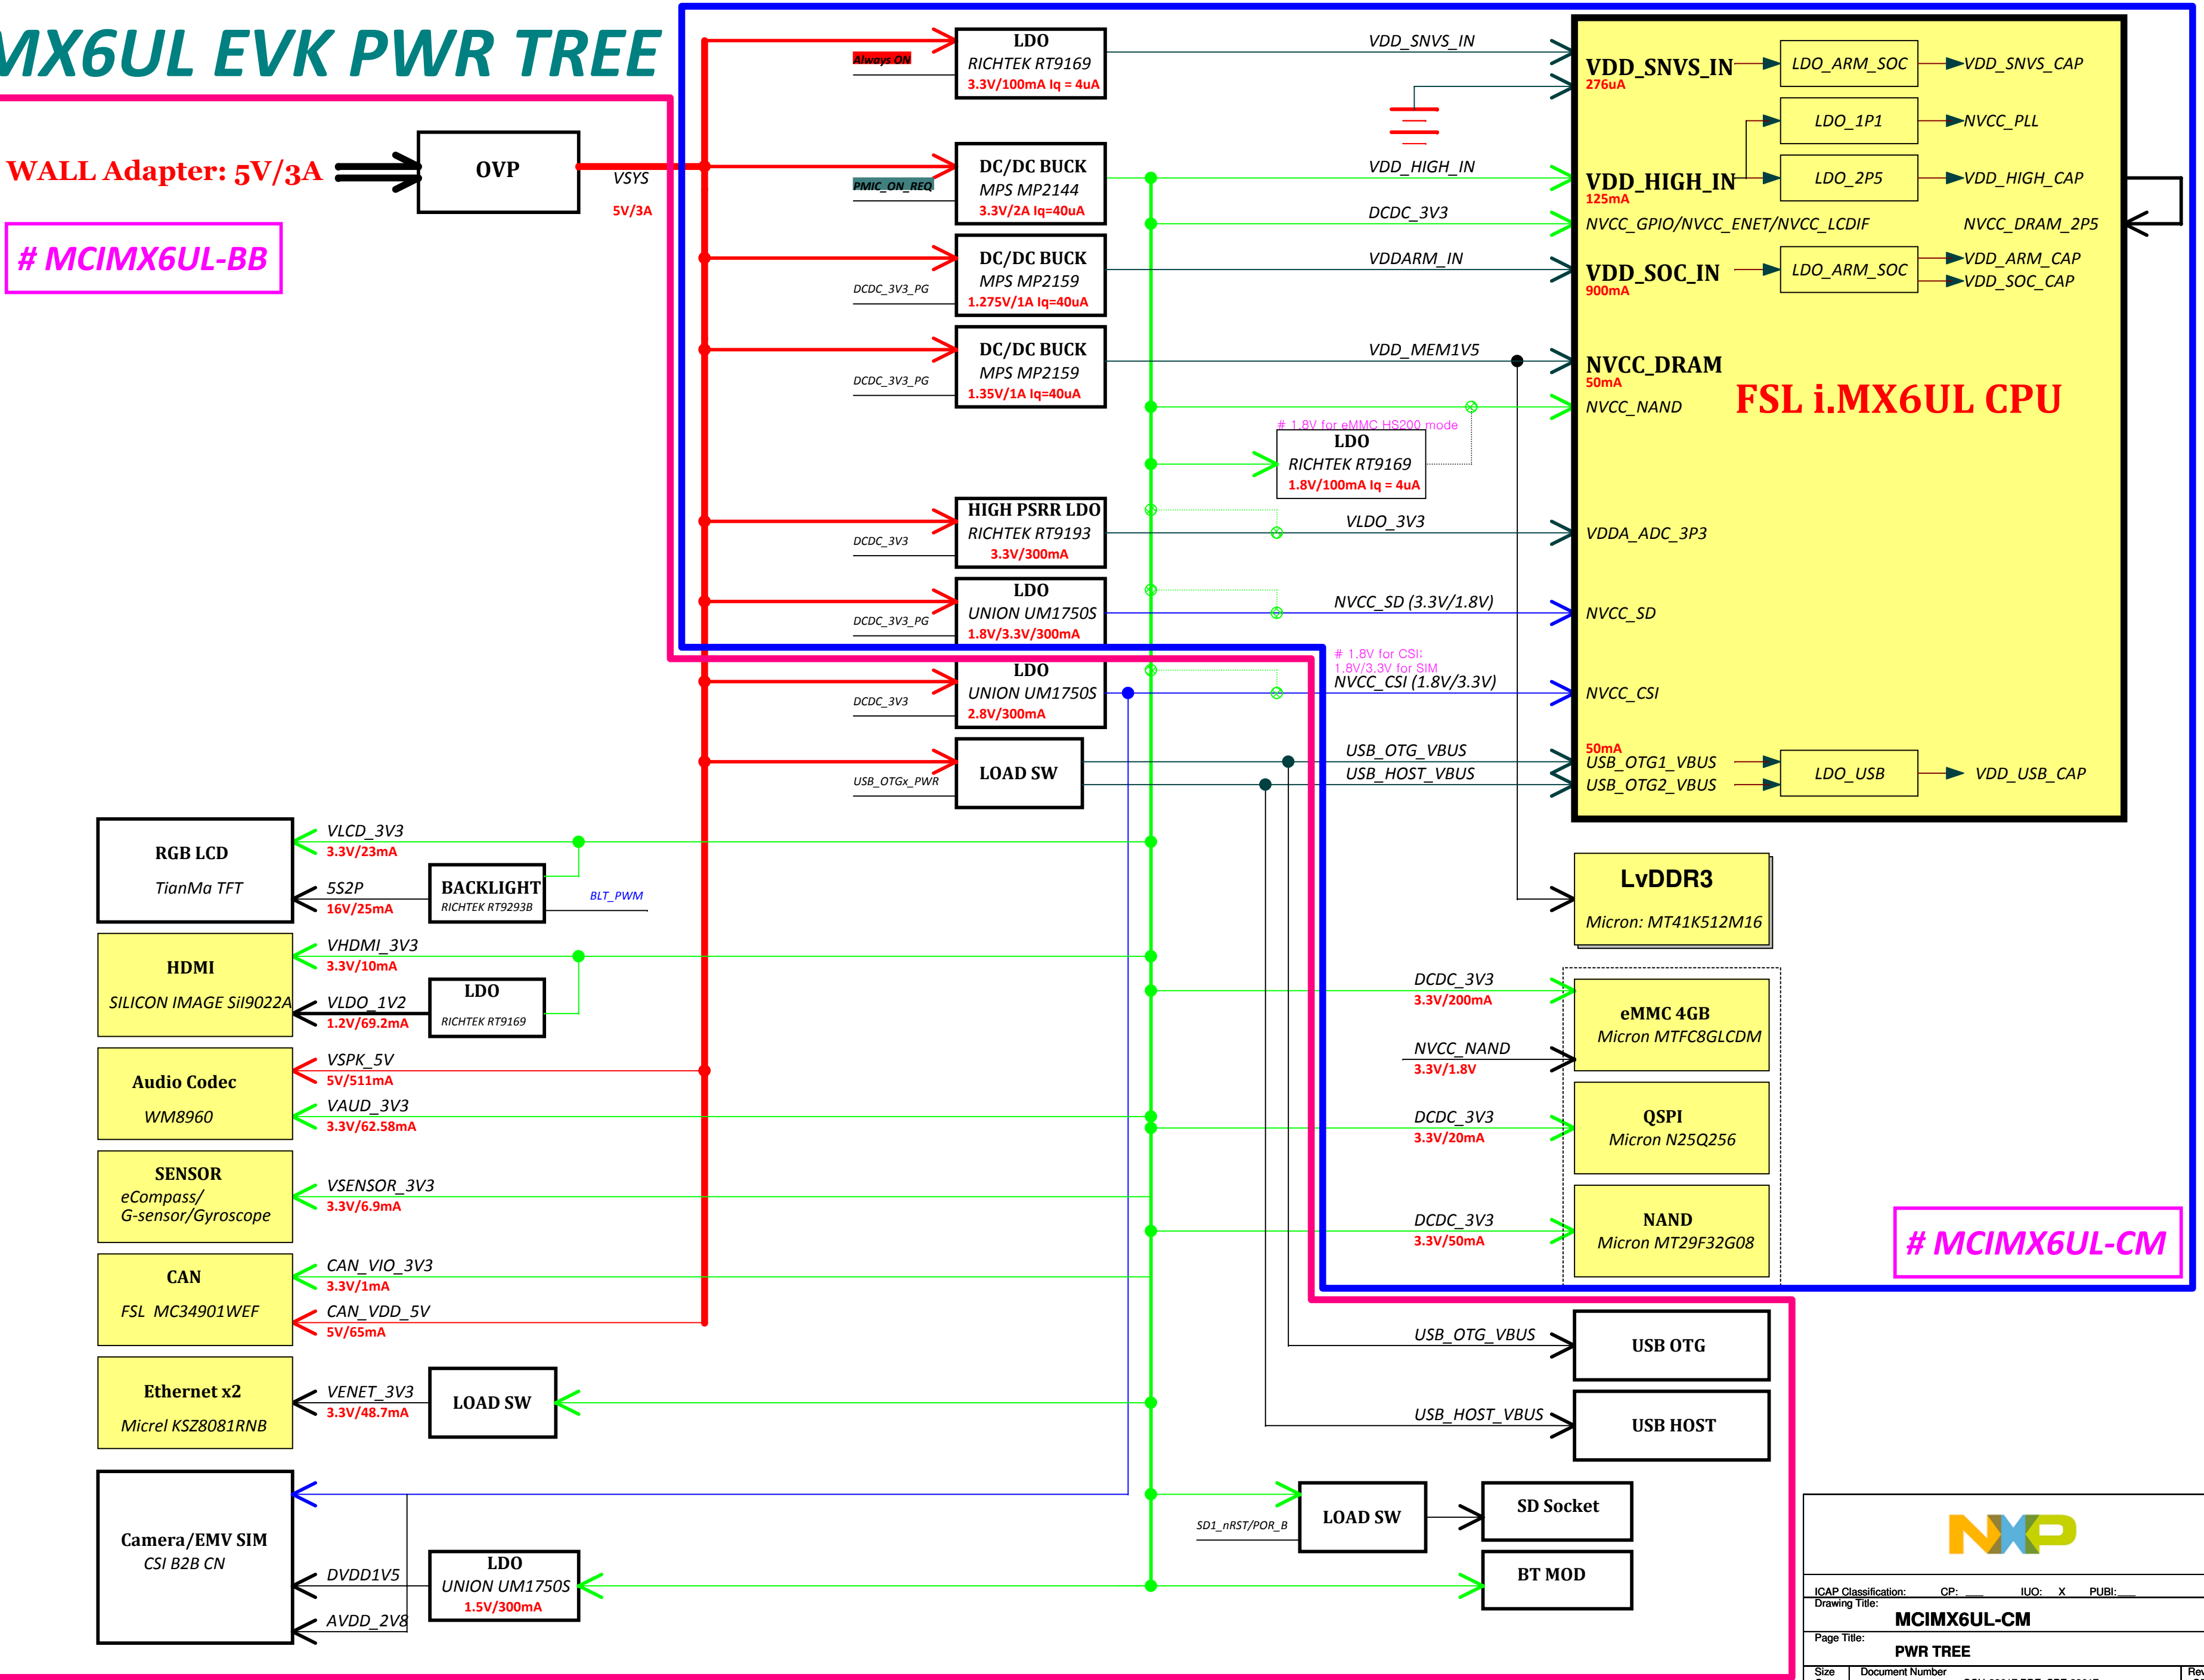 MX6UL EVK PWR TREE
WALL Adapter: 5V/3A
OVP
VSYS
5V/3A
# MCIMX6UL-BB
Always ON
LDO
RICHTEK RT9169
3.3V/100mA Iq = 4uA
PMIC_ON_REQ
DC/DC BUCK
MPS MP2144
3.3V/2A Iq=40uA
DCDC_3V3_PG
DC/DC BUCK
MPS MP2159
1.275V/1A Iq=40uA
DCDC_3V3_PG
DC/DC BUCK
MPS MP2159
1.35V/1A Iq=40uA
# 1.8V for eMMC HS200 mode
LDO
RICHTEK RT9169
1.8V/100mA Iq = 4uA
DCDC_3V3
HIGH PSRR LDO
RICHTEK RT9193
3.3V/300mA
DCDC_3V3_PG
LDO
UNION UM1750S
1.8V/3.3V/300mA
DCDC_3V3
LDO
UNION UM1750S
2.8V/300mA
USB_OTGx_PWR
LOAD SW
VDD_SNVS_IN
VDD_HIGH_IN
DCDC_3V3
VDDARM_IN
VDD_MEM1V5
VLDO_3V3
NVCC_SD (3.3V/1.8V)
# 1.8V for CSI;
1.8V/3.3V for SIM
NVCC_CSI (1.8V/3.3V)
USB_OTG_VBUS
USB_HOST_VBUS
VDD_SNVS_IN
276uA
LDO_ARM_SOC
VDD_SNVS_CAP
LDO_1P1
NVCC_PLL
VDD_HIGH_IN
125mA
LDO_2P5
VDD_HIGH_CAP
NVCC_GPIO/NVCC_ENET/NVCC_LCDIF
NVCC_DRAM_2P5
VDD_SOC_IN
900mA
LDO_ARM_SOC
VDD_ARM_CAP
VDD_SOC_CAP
NVCC_DRAM
50mA
NVCC_NAND
FSL i.MX6UL CPU
VDDA_ADC_3P3
NVCC_SD
NVCC_CSI
50mA
USB_OTG1_VBUS
USB_OTG2_VBUS
LDO_USB
VDD_USB_CAP
RGB LCD
TianMa TFT
VLCD_3V3
3.3V/23mA
5S2P
16V/25mA
BACKLIGHT
RICHTEK RT9293B
BLT_PWM
HDMI
SILICON IMAGE SiI9022A
VHDMI_3V3
3.3V/10mA
VLDO_1V2
1.2V/69.2mA
LDO
RICHTEK RT9169
Audio Codec
WM8960
VSPK_5V
5V/511mA
VAUD_3V3
3.3V/62.58mA
SENSOR
eCompass/
G-sensor/Gyroscope
VSENSOR_3V3
3.3V/6.9mA
CAN
FSL MC34901WEF
CAN_VIO_3V3
3.3V/1mA
CAN_VDD_5V
5V/65mA
Ethernet x2
Micrel KSZ8081RNB
VENET_3V3
3.3V/48.7mA
LOAD SW
Camera/EMV SIM
CSI B2B CN
DVDD1V5
AVDD_2V8
LDO
UNION UM1750S
1.5V/300mA
LvDDR3
Micron: MT41K512M16
DCDC_3V3
3.3V/200mA
eMMC 4GB
Micron MTFC8GLCDM
NVCC_NAND
3.3V/1.8V
DCDC_3V3
3.3V/20mA
QSPI
Micron N25Q256
DCDC_3V3
3.3V/50mA
NAND
Micron MT29F32G08
# MCIMX6UL-CM
USB_OTG_VBUS
USB OTG
USB_HOST_VBUS
USB HOST
SD1_nRST/POR_B
LOAD SW
SD Socket
BT MOD
NXP
ICAP Classification: CP: ___ IUO: X PUBI: ___
Drawing Title:
MCIMX6UL-CM
Page Title:
PWR TREE
Size
Document Number